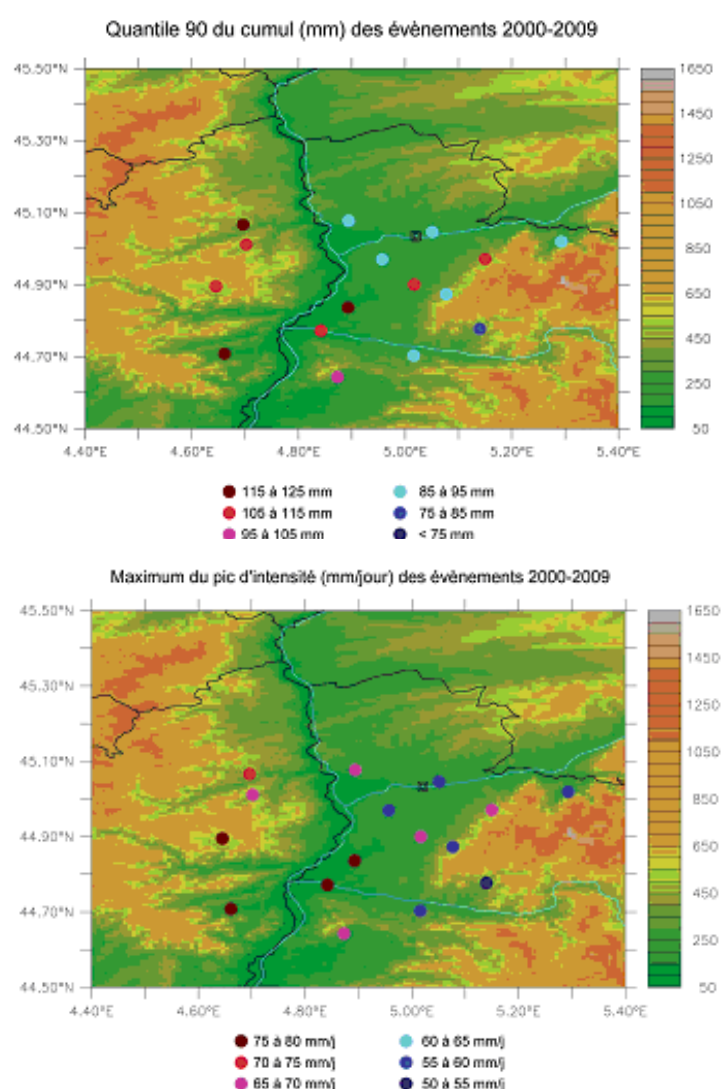 Quantile 90 du cumul (mm) des évènements 2000-2009
45.50°N
45.30°N
45.10°N
44.90°N
44.70°N
44.50°N
4.40°E
4.60°E
4.80°E
5.00°E
5.20°E
5.40°E
1650
1450
1250
1050
850
650
450
250
50
115 à 125 mm
105 à 115 mm
95 à 105 mm
85 à 95 mm
75 à 85 mm
< 75 mm
Maximum du pic d'intensité (mm/jour) des évènements 2000-2009
45.50°N
45.30°N
45.10°N
44.90°N
44.70°N
44.50°N
4.40°E
4.60°E
4.80°E
5.00°E
5.20°E
5.40°E
1650
1450
1250
1050
850
650
450
250
50
75 à 80 mm/j
70 à 75 mm/j
65 à 70 mm/j
60 à 65 mm/j
55 à 60 mm/j
50 à 55 mm/j